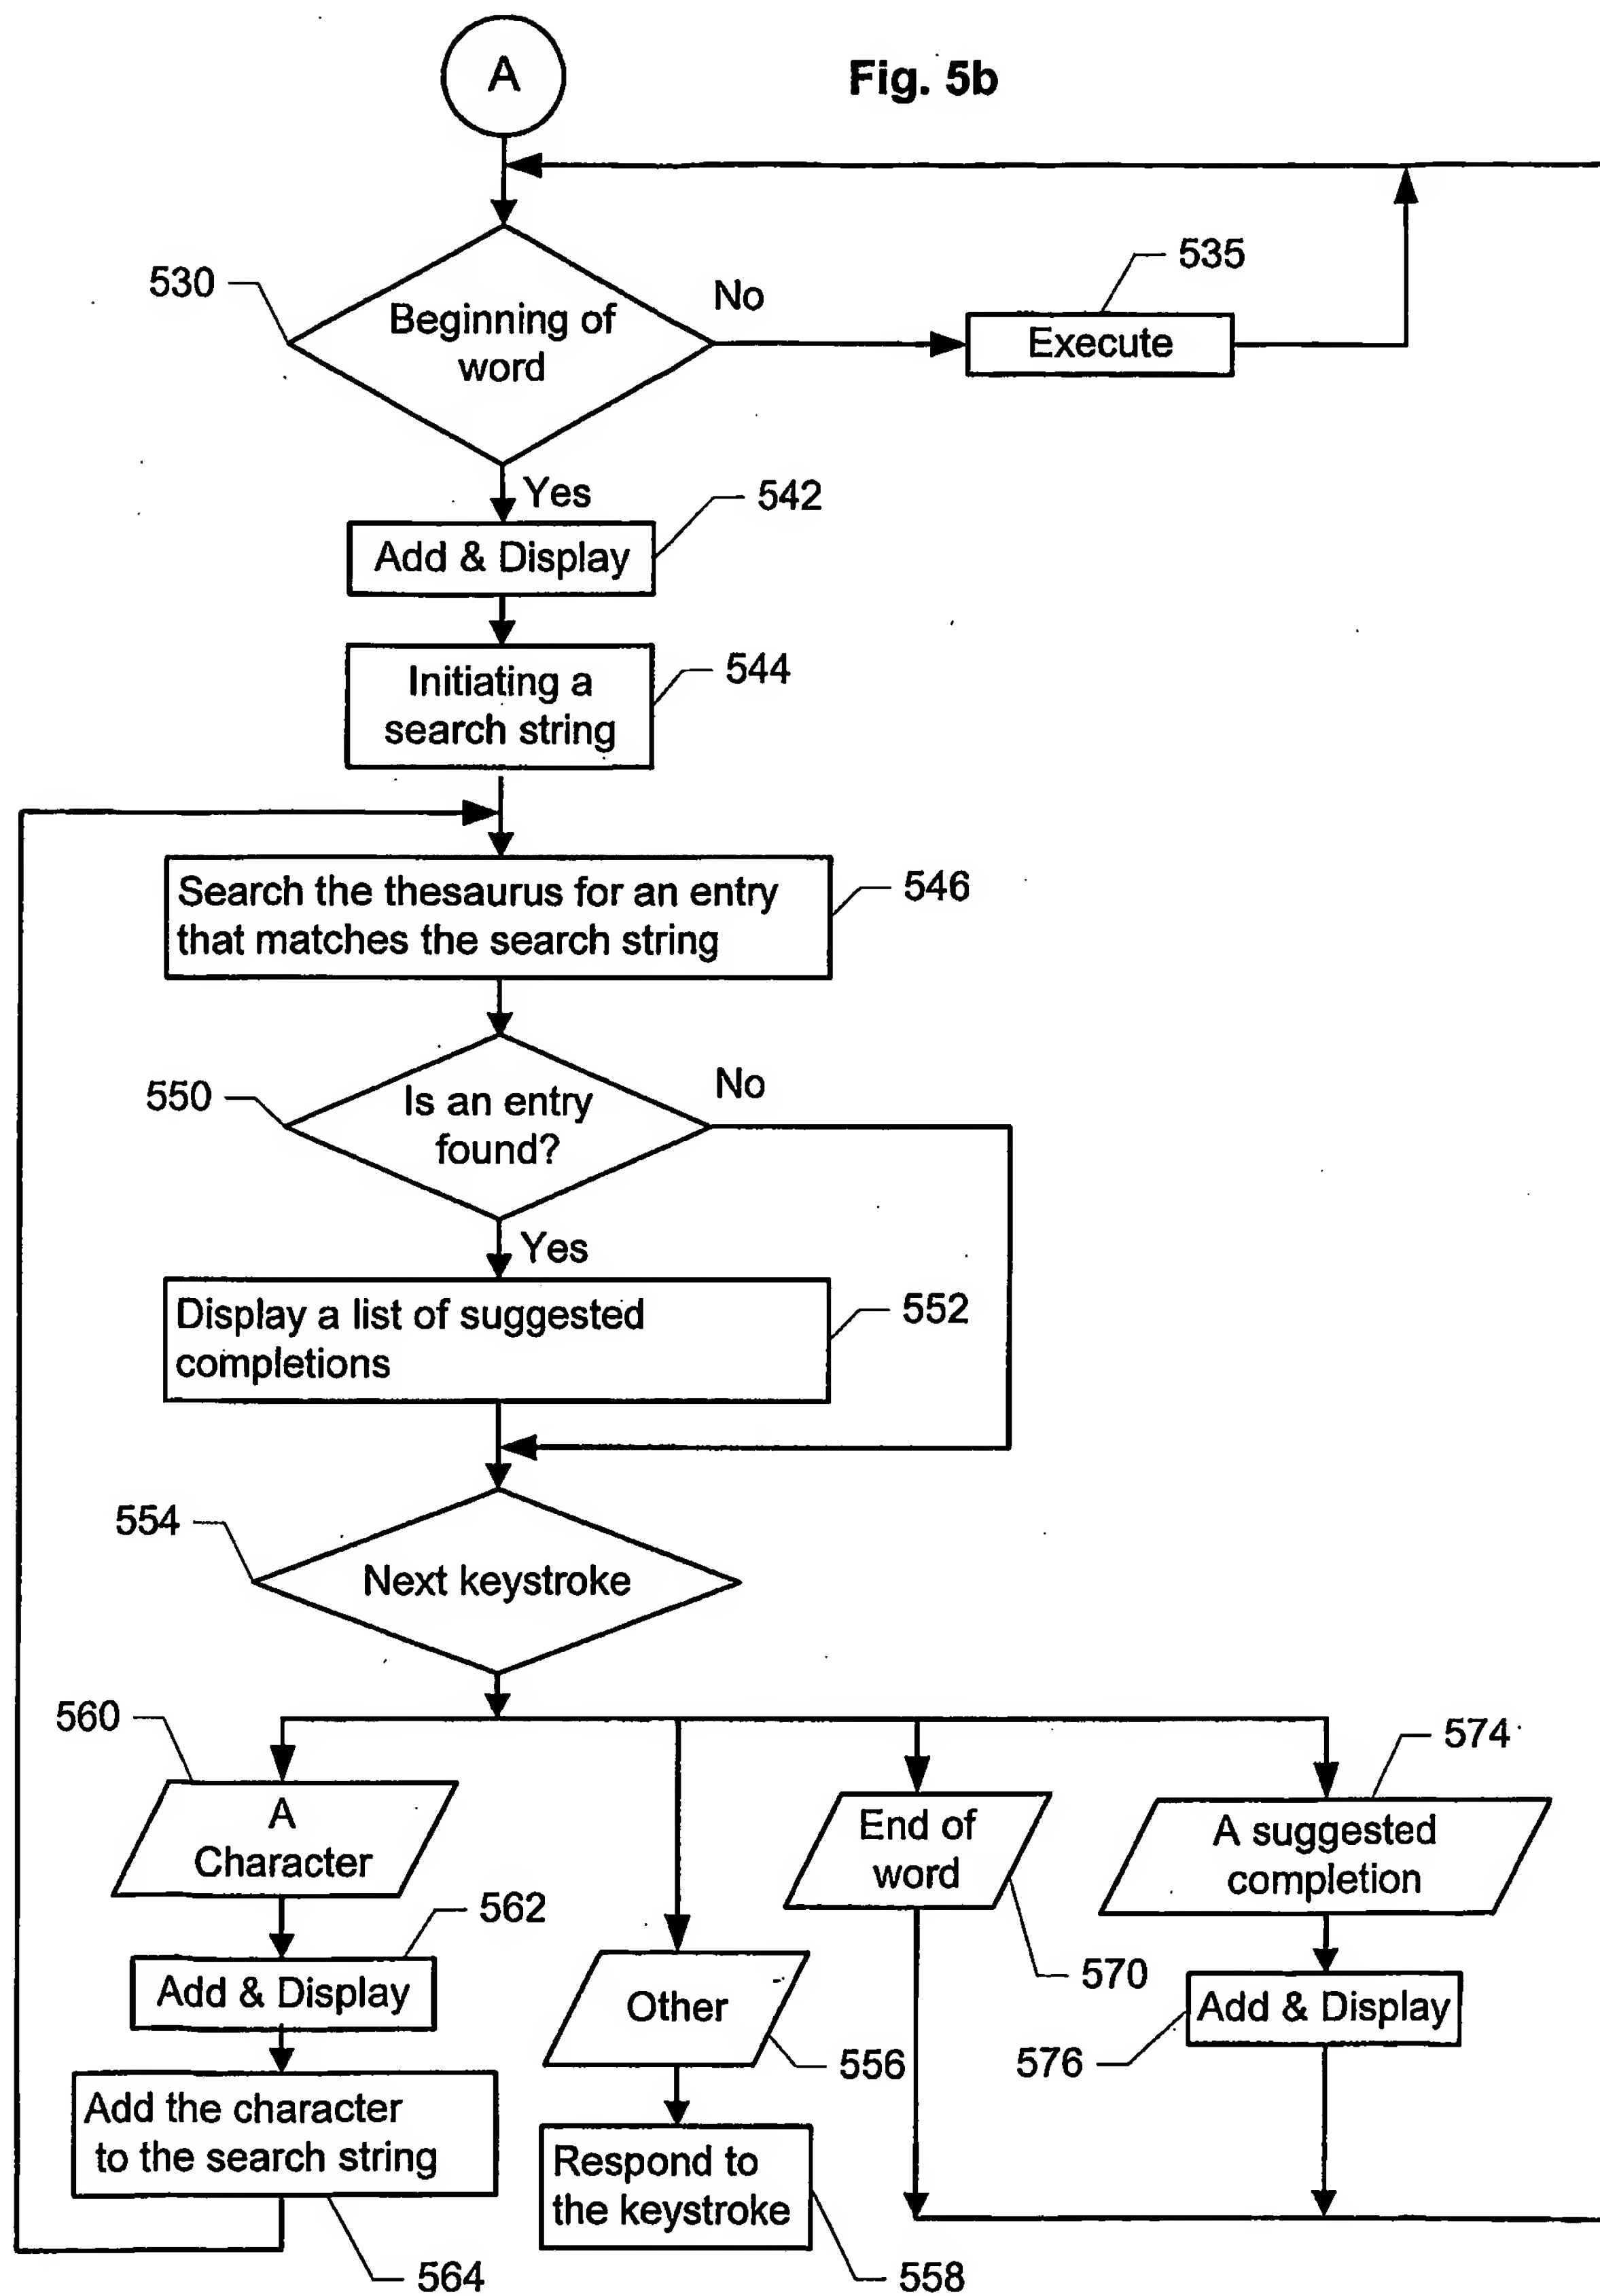 A
Fig. 5b
530
Beginning of
word
No
535
Execute
Yes
542
Add & Display
544
Initiating a
search string
546
Search the thesaurus for an entry
that matches the search string
550
Is an entry
found?
No
Yes
552
Display a list of suggested
completions
554
Next keystroke
560
A
Character
574
End of
word
A suggested
completion
562
Add & Display
570
Other
556
576
Add & Display
Add the character
to the search string
Respond to
the keystroke
564
558